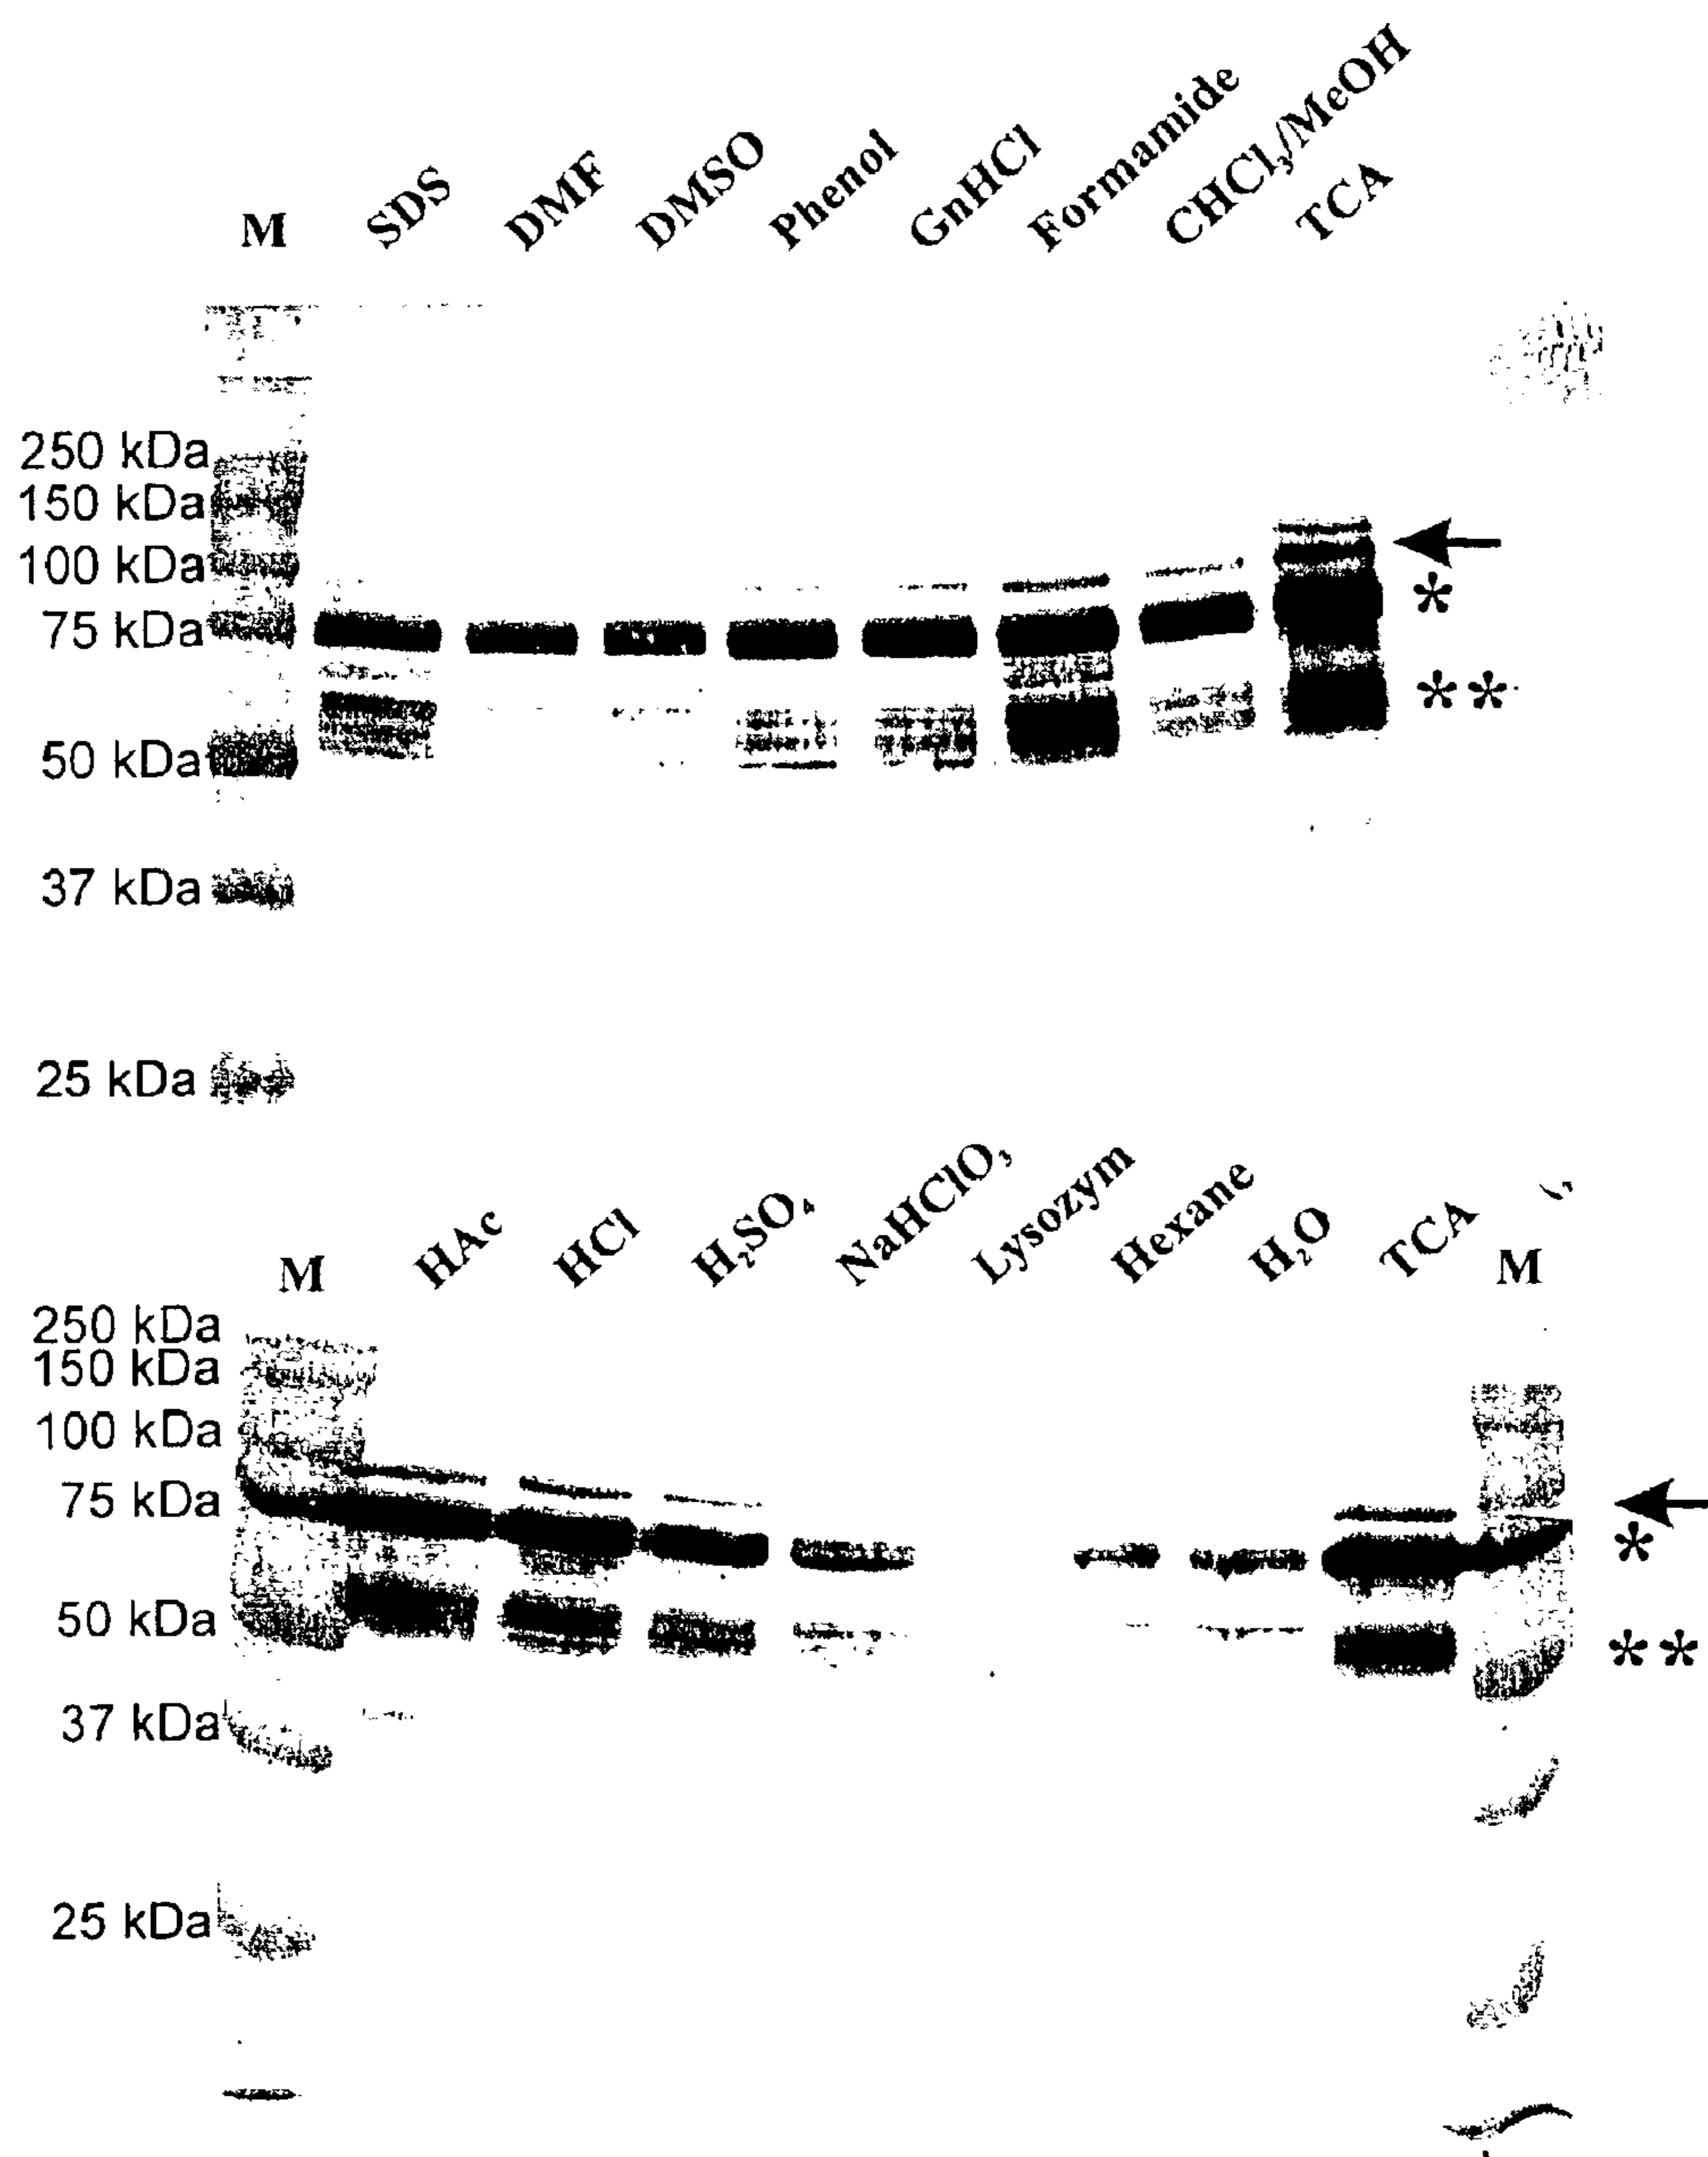 M SDS DMF DMSO Phenol GnHCl Formamide CHCl₃/MeOH TCA
250 kDa
150 kDa
100 kDa
*
75 kDa
**
50 kDa
37 kDa
25 kDa
M HAc HCl H₂SO₄ NaHClO₃ Lysozym Hexane H₂O TCA M
250 kDa
150 kDa
100 kDa
75 kDa
*
50 kDa
**
37 kDa
25 kDa